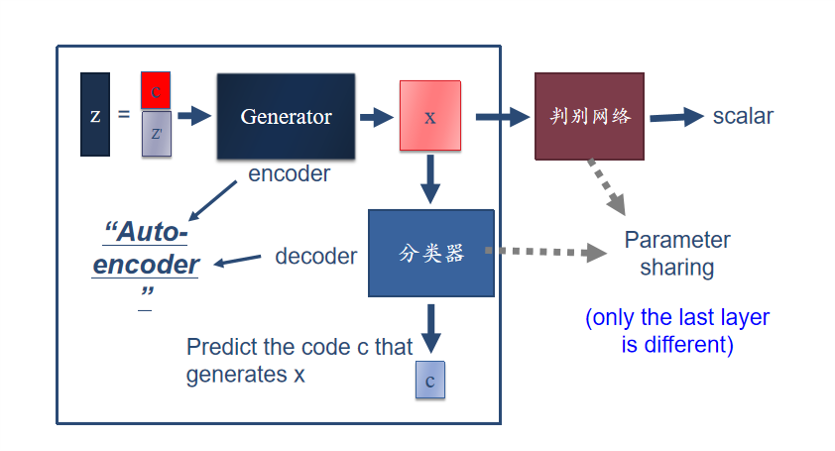 z
=
c
Z'
Generator
x
判别网络
scalar
encoder
“Auto-
encoder
”
decoder
分类器
Parameter
sharing
(only the last layer
is different)
Predict the code c that
generates x
c